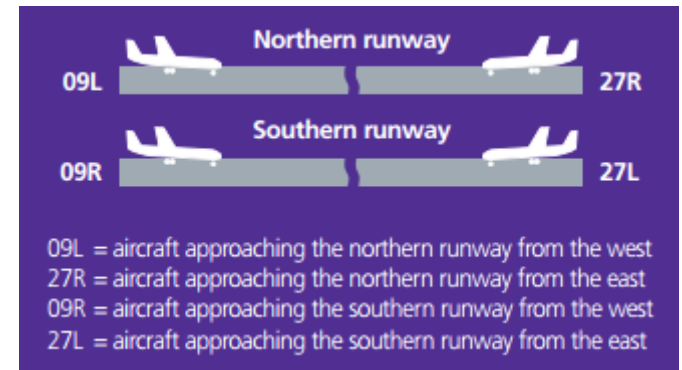 Northern runway
09L 27R
Southern runway
09R 27L
09L = aircraft approaching the northern runway from the west
27R = aircraft approaching the northern runway from the east
09R = aircraft approaching the southern runway from the west
27L = aircraft approaching the southern runway from the east